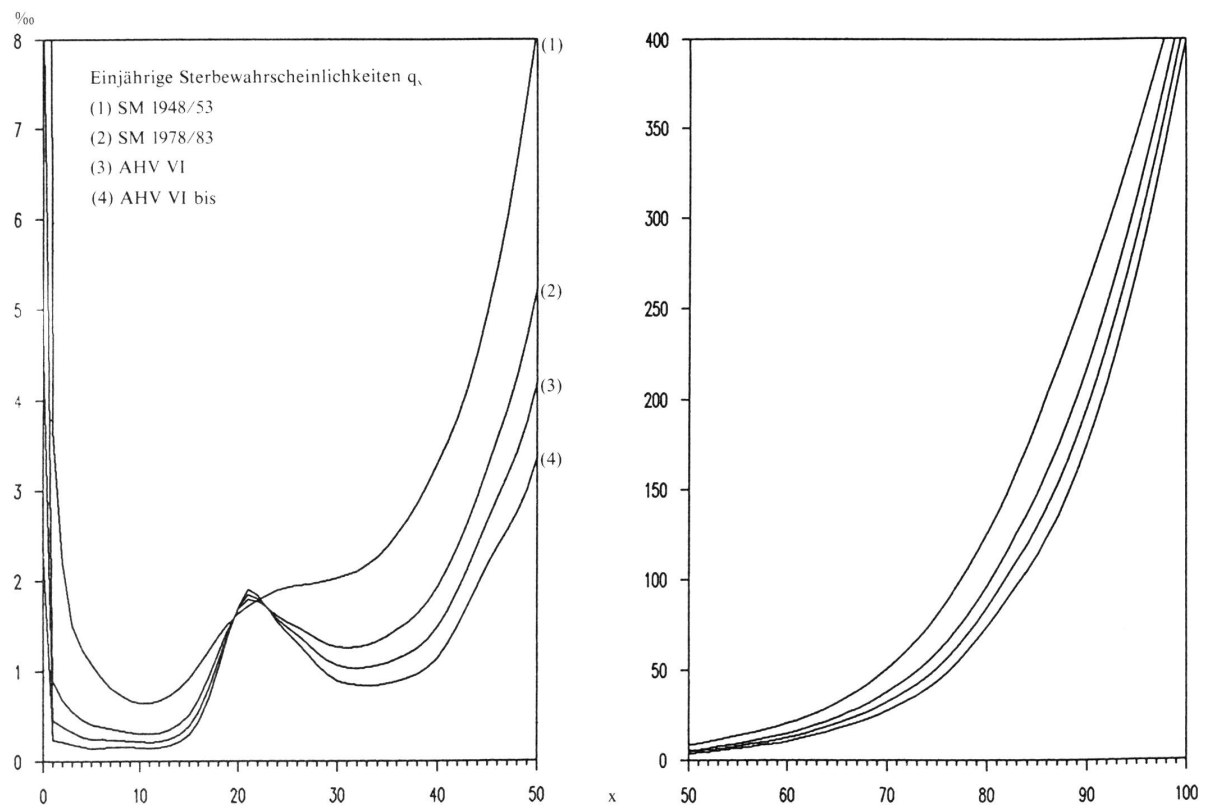 ‰
8
7
6
5
4
3
2
1
0
Einjährige Sterbewahrscheinlichkeiten qx
(1) SM 1948/53
(2) SM 1978/83
(3) AHV VI
(4) AHV VI bis
(1)
(2)
(3)
(4)
0 10 20 30 40 50
x
400
350
300
250
200
150
100
50
0
50 60 70 80 90 100